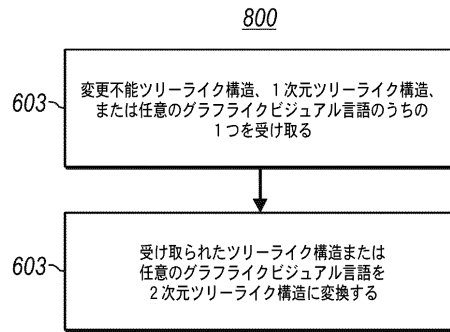 800
603
変更不能ツリーライク構造、1次元ツリーライク構造、
または任意のグラフライクビジュアル言語のうちの
1つを受け取る
603
受け取られたツリーライク構造または
任意のグラフライクビジュアル言語を
2次元ツリーライク構造に変換する